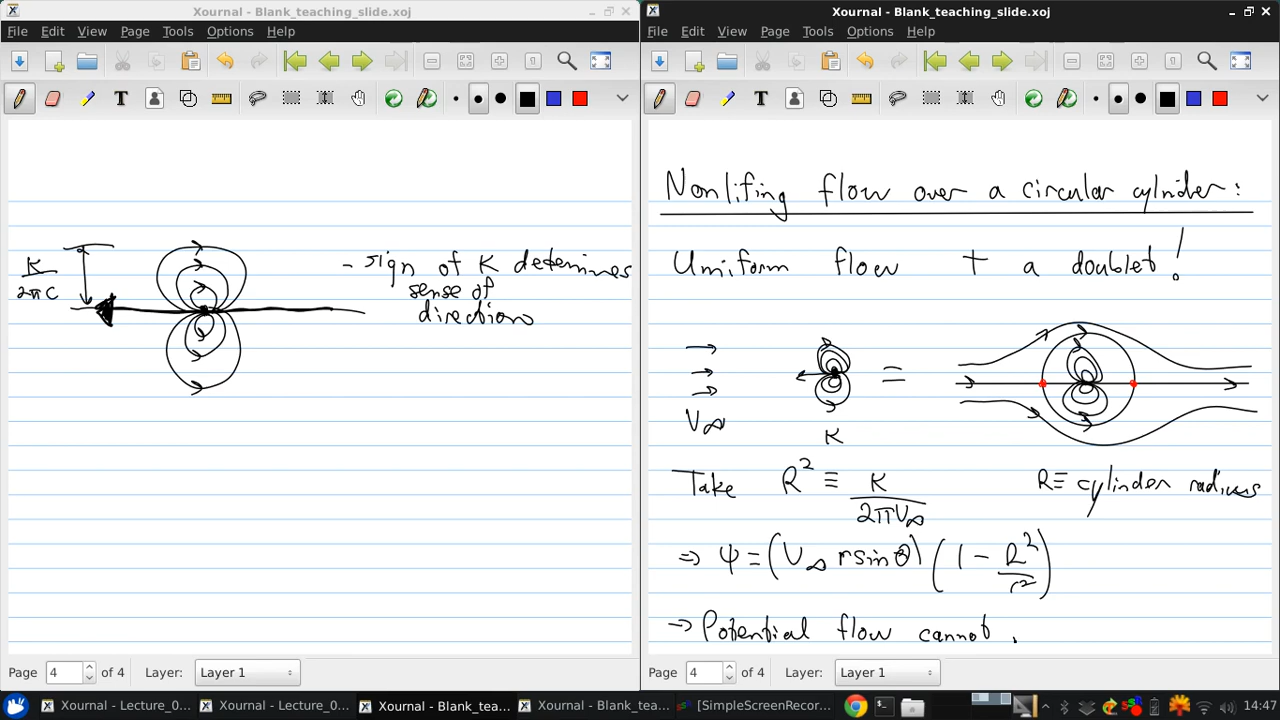 Xournal - Blank_teaching_slide.xoj
File Edit View Page Tools Options Help
K
2πC
- sign of K determines
sense of
directions
Page 4 of 4 Layer: Layer 1
Xournal - Blank_teaching_slide.xoj
File Edit View Page Tools Options Help
Nonlifing flow over a circular cylinder:
Uniform flow + a doublet!
V∞
K
=
Take R² ≡ K / 2πV∞ R≡ cylinder radius
⇒ ψ = (V∞ r sinθ) (1 - R²/r²)
→ Potential flow cannot
Page 4 of 4 Layer: Layer 1
Xournal - Lecture_0... Xournal - Lecture_0... Xournal - Blank_tea... Xournal - Blank_tea... [SimpleScreenRecor... 14:47